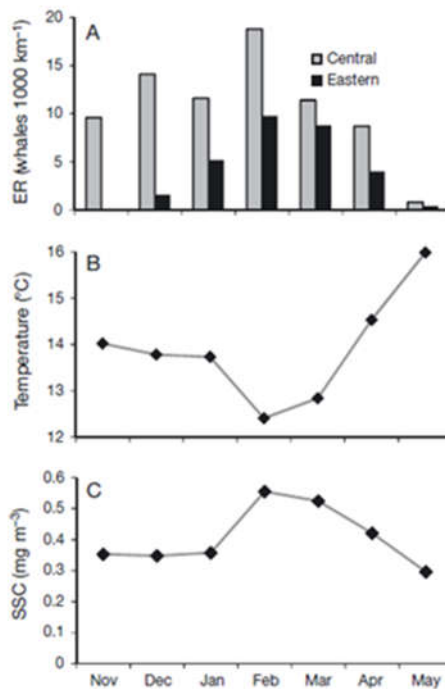 A
ER (whales 1000 km⁻¹)
20
15
10
5
0
Central
Eastern
B
Temperature (°C)
16
15
14
13
12
C
SSC (mg m⁻³)
0.6
0.5
0.4
0.3
0.2
0.1
0
Nov Dec Jan Feb Mar Apr May